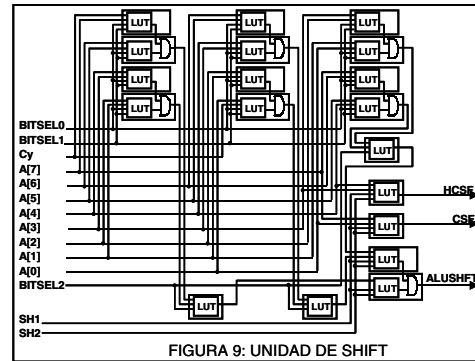 LUT LUT LUT
LUT LUT LUT
LUT LUT LUT
LUT LUT LUT
BITSEL0
BITSEL1
LUT
Cy
A[7]
LUT HCSF
A[6]
A[5]
A[4]
LUT CSF
A[3]
A[2]
A[1]
LUT
A[0]
BITSEL2
LUT ALUSHFT
LUT LUT
SH1
SH2
FIGURA 9: UNIDAD DE SHIFT